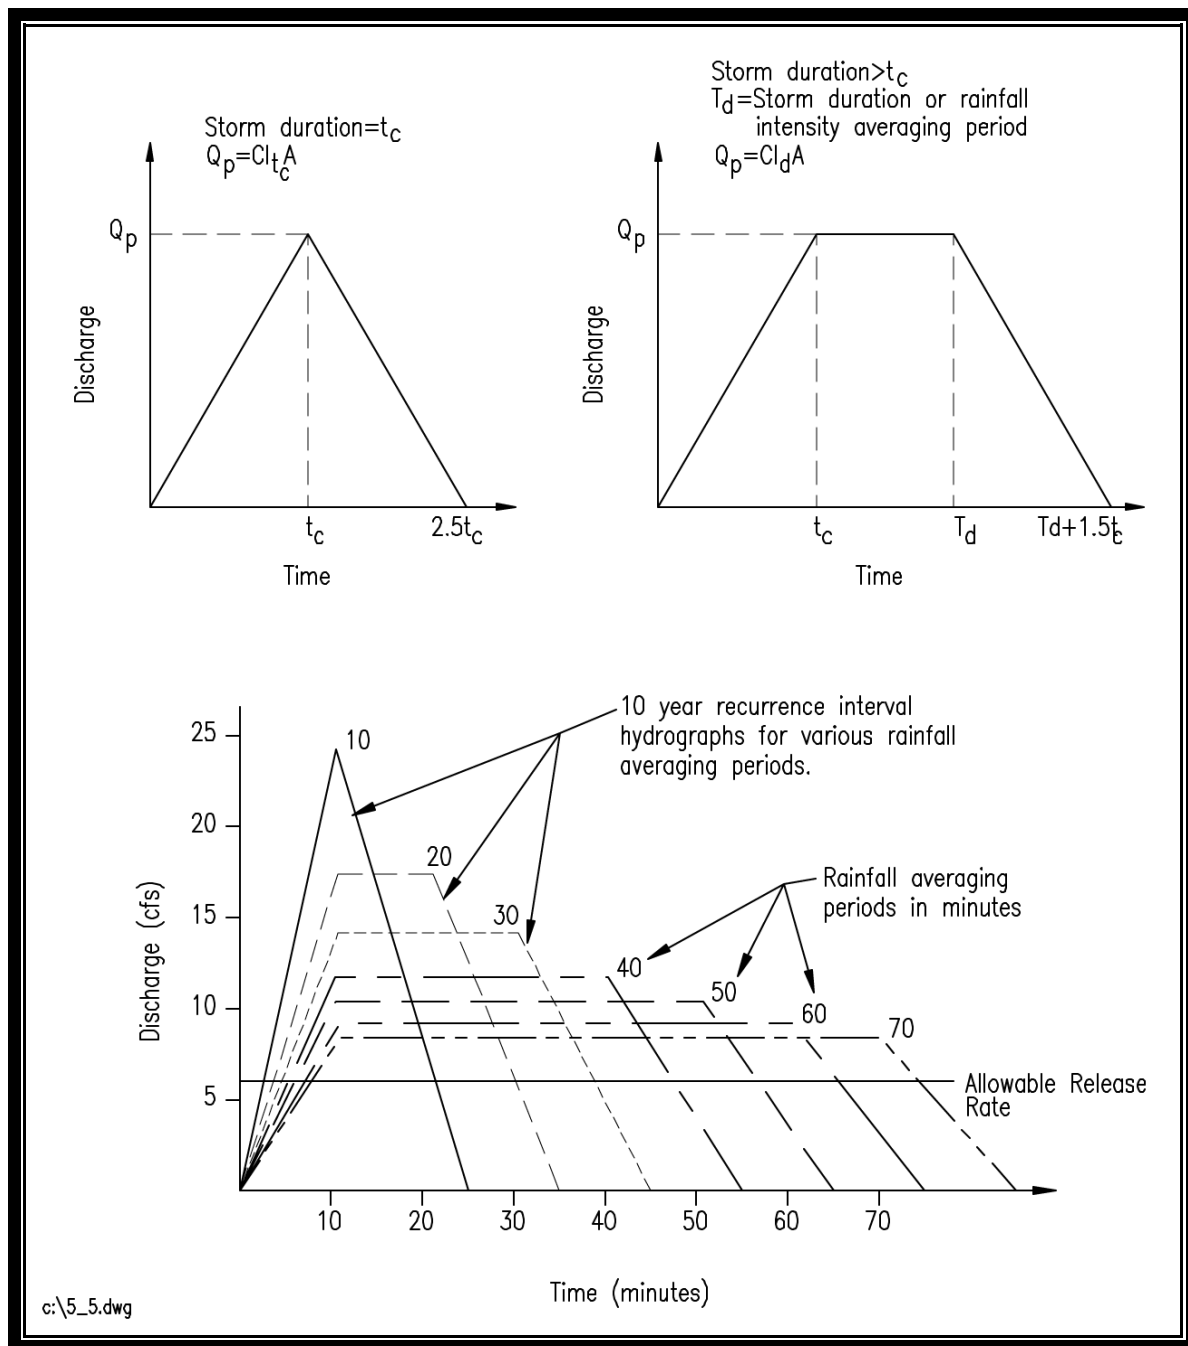 Storm duration=tc
Qp=CItcA
Qp
Discharge
tc
2.5tc
Time
Storm duration>tc
Td=Storm duration or rainfall
intensity averaging period
Qp=CIdA
Qp
Discharge
tc
Td
Td+1.5tc
Time
10 year recurrence interval
hydrographs for various rainfall
averaging periods.
Rainfall averaging
periods in minutes
Allowable Release
Rate
25
20
15
10
5
Discharge (cfs)
10
20
30
40
50
60
70
10
20
30
40
50
60
70
Time (minutes)
c:\5_5.dwg